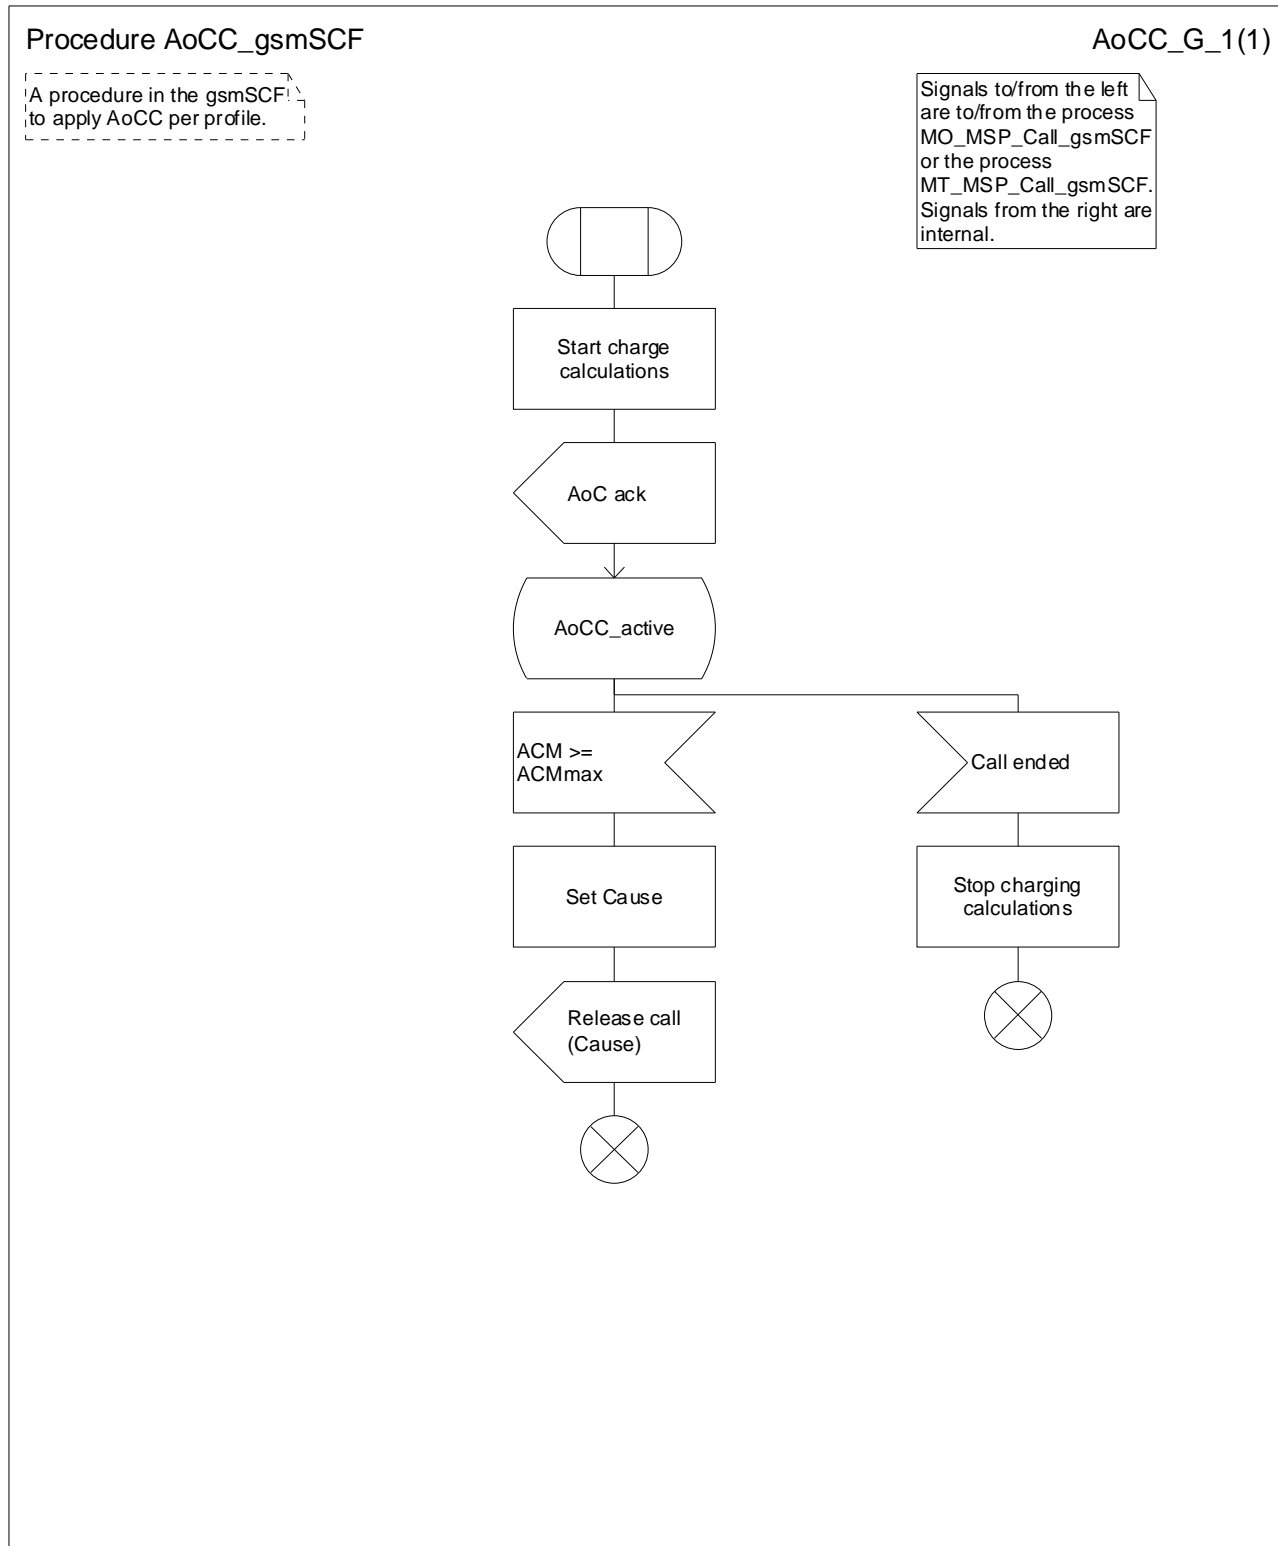 Procedure AoCC_gsmSCF
AoCC_G_1(1)
A procedure in the gsmSCF
to apply AoCC per profile.
Signals to/from the left
are to/from the process
MO_MSP_Call_gsmSCF
or the process
MT_MSP_Call_gsmSCF.
Signals from the right are
internal.
Start charge
calculations
AoC ack
AoCC_active
ACM >=
ACMmax
Call ended
Set Cause
Stop charging
calculations
Release call
(Cause)